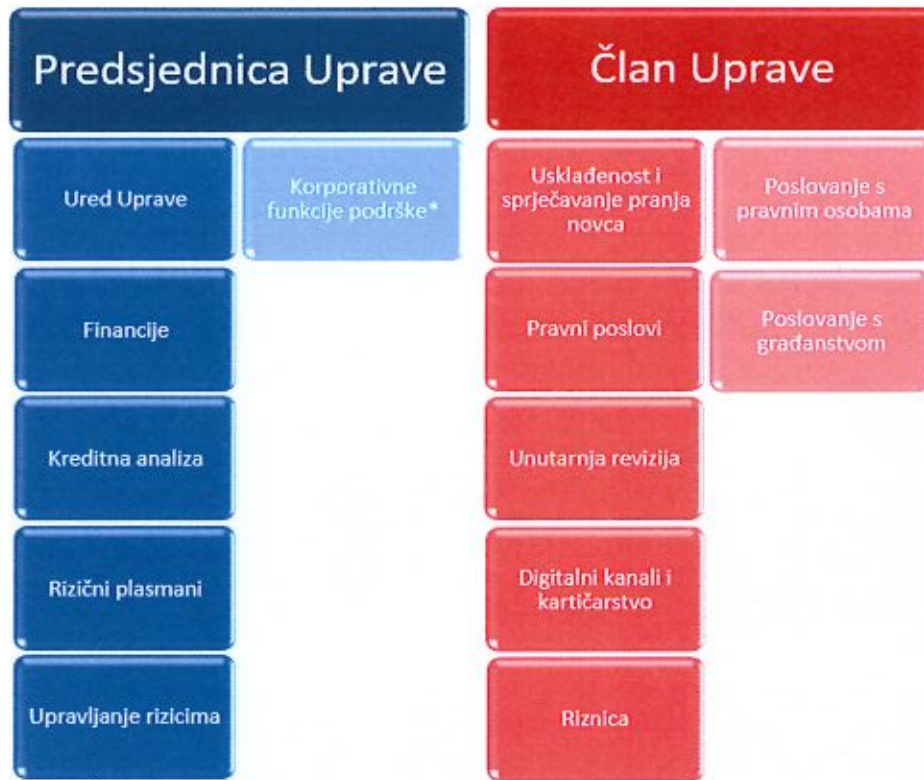 Predsjednica Uprave
Ured Uprave
Korporativne
funkcije podrške*
Financije
Kreditna analiza
Rizični plasmani
Upravljanje rizicima
Član Uprave
Usklađenost i
sprječavanje pranja
novca
Poslovanje s
pravnim osobama
Pravni poslovi
Poslovanje s
građanstvom
Unutarnja revizija
Digitalni kanali i
kartičarstvo
Riznica